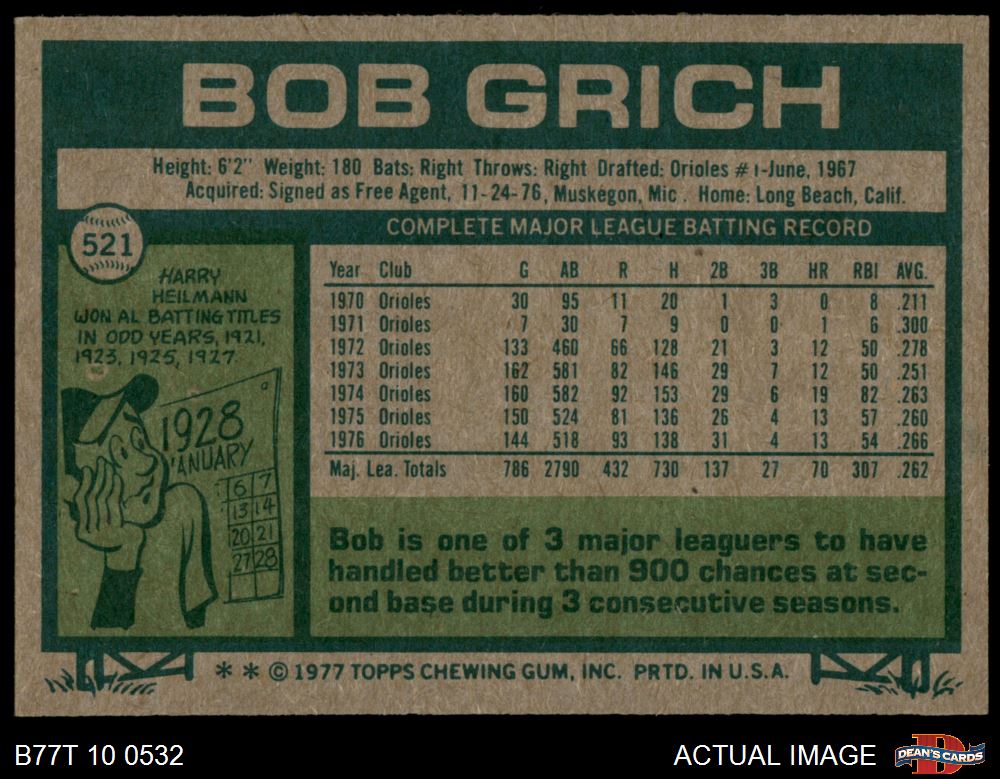 BOB GRICH
Height: 6'2" Weight: 180 Bats: Right Throws: Right Drafted: Orioles #1-June, 1967
Acquired: Signed as Free Agent, 11-24-76, Muskegon, Mic. Home: Long Beach, Calif.
521
COMPLETE MAJOR LEAGUE BATTING RECORD
HARRY
HEILMANN
WON AL BATTING TITLES
IN ODD YEARS, 1921,
1923, 1925, 1927.
1928
JANUARY
6 7
13 14
20 21
27 28
Year Club G AB R H 2B 3B HR RBI AVG.
1970 Orioles 30 95 11 20 1 3 0 8 .211
1971 Orioles 7 30 7 9 0 0 1 6 .300
1972 Orioles 133 460 66 128 21 3 12 50 .278
1973 Orioles 162 581 82 146 29 7 12 50 .251
1974 Orioles 160 582 92 153 29 6 19 82 .263
1975 Orioles 150 524 81 136 26 4 13 57 .260
1976 Orioles 144 518 93 138 31 4 13 54 .266
Maj. Lea. Totals 786 2790 432 730 137 27 70 307 .262
Bob is one of 3 major leaguers to have
handled better than 900 chances at sec-
ond base during 3 consecutive seasons.
* * © 1977 TOPPS CHEWING GUM, INC. PRTD. IN U.S.A.
B77T 10 0532
ACTUAL IMAGE
DEAN'S CARDS